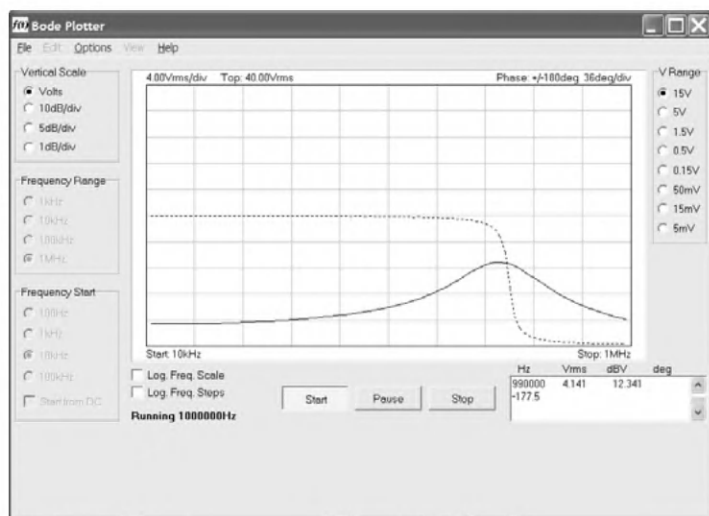 f(t) Bode Plotter
File Edit Options View Help
Vertical Scale
Volts
10dB/div
5dB/div
1dB/div
Frequency Range
1kHz
10kHz
100kHz
1MHz
Frequency Start
100Hz
1kHz
10kHz
100kHz
Start from DC
4.00Vrms/div Top: 40.00Vrms Phase: +/-180deg 36deg/div
Start: 10kHz Stop: 1MHz
Log. Freq. Scale
Log. Freq. Steps
Running 1000000Hz
Start Pause Stop
Hz Vrms dBV deg
990000 4.141 12.341
-177.5
V Range
15V
5V
1.5V
0.5V
0.15V
50mV
15mV
5mV